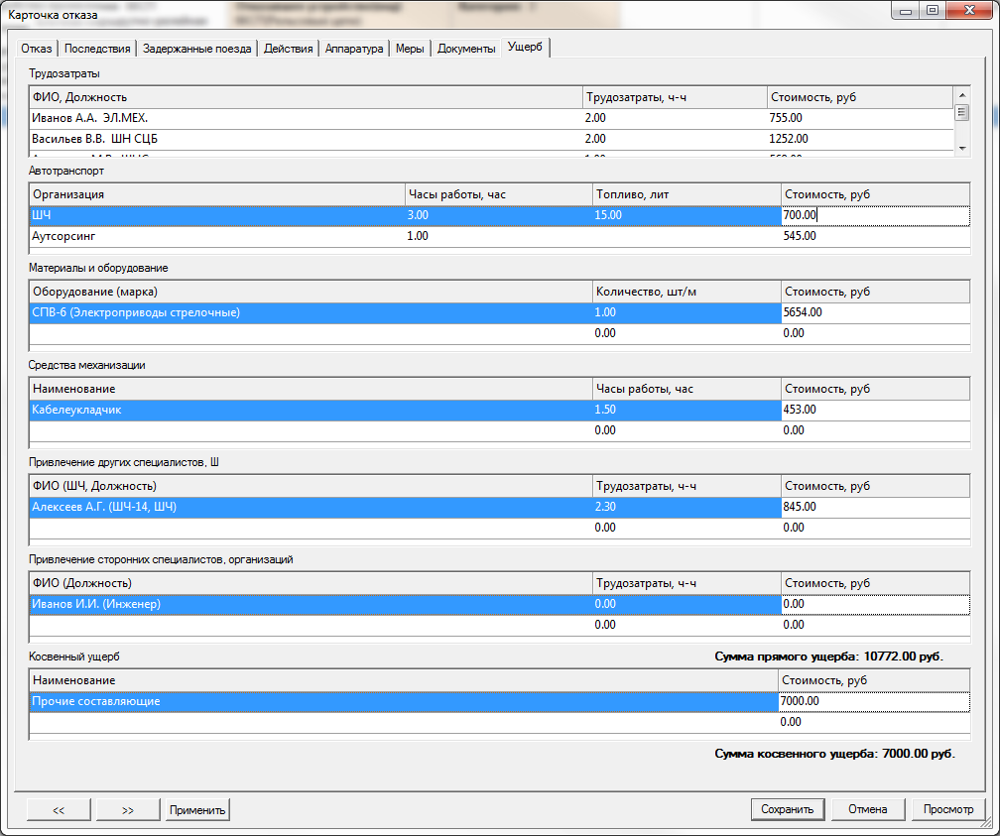 Карточка отказа
Отказ Последствия Задержанные поезда Действия Аппаратура Меры Документы Ущерб
Трудозатраты
ФИО, Должность Трудозатраты, ч-ч Стоимость, руб
Иванов А.А. ЭЛ.МЕХ. 2.00 755.00
Васильев В.В. ШН СЦБ 2.00 1252.00
Автотранспорт
Организация Часы работы, час Топливо, лит Стоимость, руб
ШЧ 3.00 15.00 700.00
Аутсорсинг 1.00 545.00
Материалы и оборудование
Оборудование (марка) Количество, шт/м Стоимость, руб
СПВ-6 (Электроприводы стрелочные) 1.00 5654.00
0.00 0.00
Средства механизации
Наименование Часы работы, час Стоимость, руб
Кабелеукладчик 1.50 453.00
0.00 0.00
Привлечение других специалистов, Ш
ФИО (ШЧ, Должность) Трудозатраты, ч-ч Стоимость, руб
Алексеев А.Г. (ШЧ-14, ШЧ) 2.30 845.00
0.00 0.00
Привлечение сторонних специалистов, организаций
ФИО (Должность) Трудозатраты, ч-ч Стоимость, руб
Иванов И.И. (Инженер) 0.00 0.00
0.00 0.00
Косвенный ущерб Сумма прямого ущерба: 10772.00 руб.
Наименование Стоимость, руб
Прочие составляющие 7000.00
0.00
Сумма косвенного ущерба: 7000.00 руб.
<< >> Применить Сохранить Отмена Просмотр